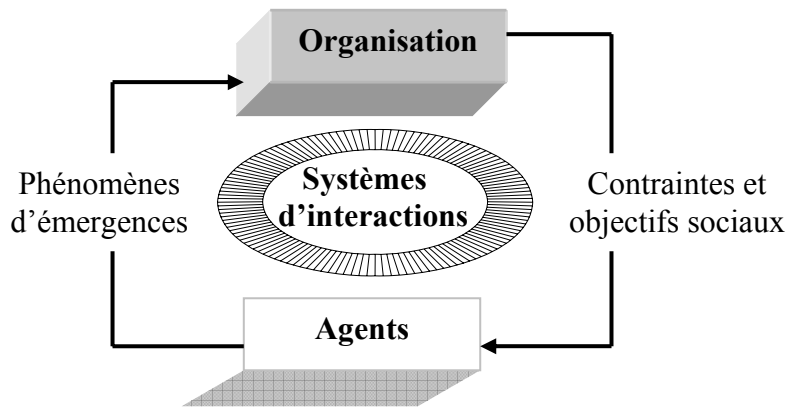 Organisation
Phénomènes
d’émergences
Systèmes
d’interactions
Contraintes et
objectifs sociaux
Agents